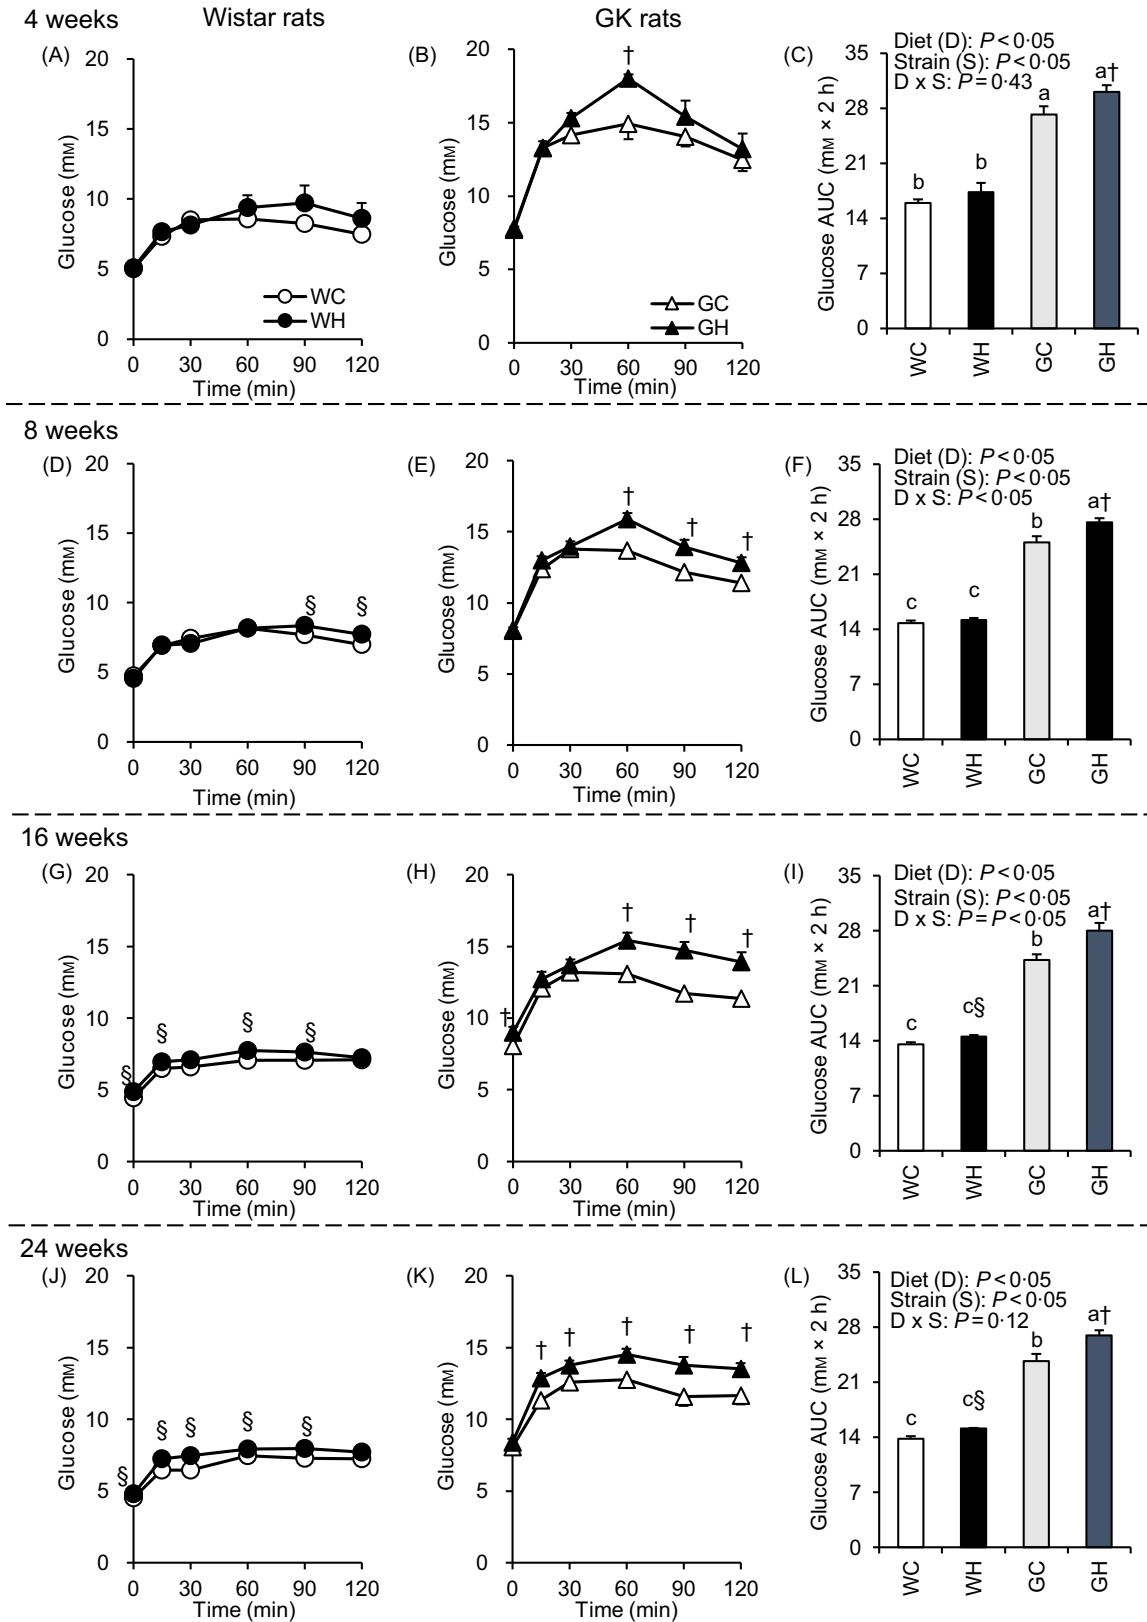 4 weeks
Wistar rats
GK rats
(A)
Glucose (mM)
20
15
10
5
0
WC
WH
0 30 60 90 120
Time (min)
(B)
Glucose (mM)
20
15
10
5
0
†
GC
GH
0 30 60 90 120
Time (min)
(C)
Glucose AUC (mM × 2 h)
35
28
21
14
7
0
Diet (D): P < 0·05
Strain (S): P < 0·05
D x S: P = 0·43
b b a a†
WC WH GC GH
8 weeks
(D)
Glucose (mM)
20
15
10
5
0
§ §
0 30 60 90 120
Time (min)
(E)
Glucose (mM)
20
15
10
5
0
† † †
0 30 60 90 120
Time (min)
(F)
Glucose AUC (mM × 2 h)
35
28
21
14
7
0
Diet (D): P < 0·05
Strain (S): P < 0·05
D x S: P < 0·05
c c b a†
WC WH GC GH
16 weeks
(G)
Glucose (mM)
20
15
10
5
0
§ § § §
0 30 60 90 120
Time (min)
(H)
Glucose (mM)
20
15
10
5
0
† † † †
0 30 60 90 120
Time (min)
(I)
Glucose AUC (mM × 2 h)
35
28
21
14
7
0
Diet (D): P < 0·05
Strain (S): P < 0·05
D x S: P = P < 0·05
c c§ b a†
WC WH GC GH
24 weeks
(J)
Glucose (mM)
20
15
10
5
0
§ § § § §
0 30 60 90 120
Time (min)
(K)
Glucose (mM)
20
15
10
5
0
† † † † †
0 30 60 90 120
Time (min)
(L)
Glucose AUC (mM × 2 h)
35
28
21
14
7
0
Diet (D): P < 0·05
Strain (S): P < 0·05
D x S: P = 0·12
c c§ b a†
WC WH GC GH